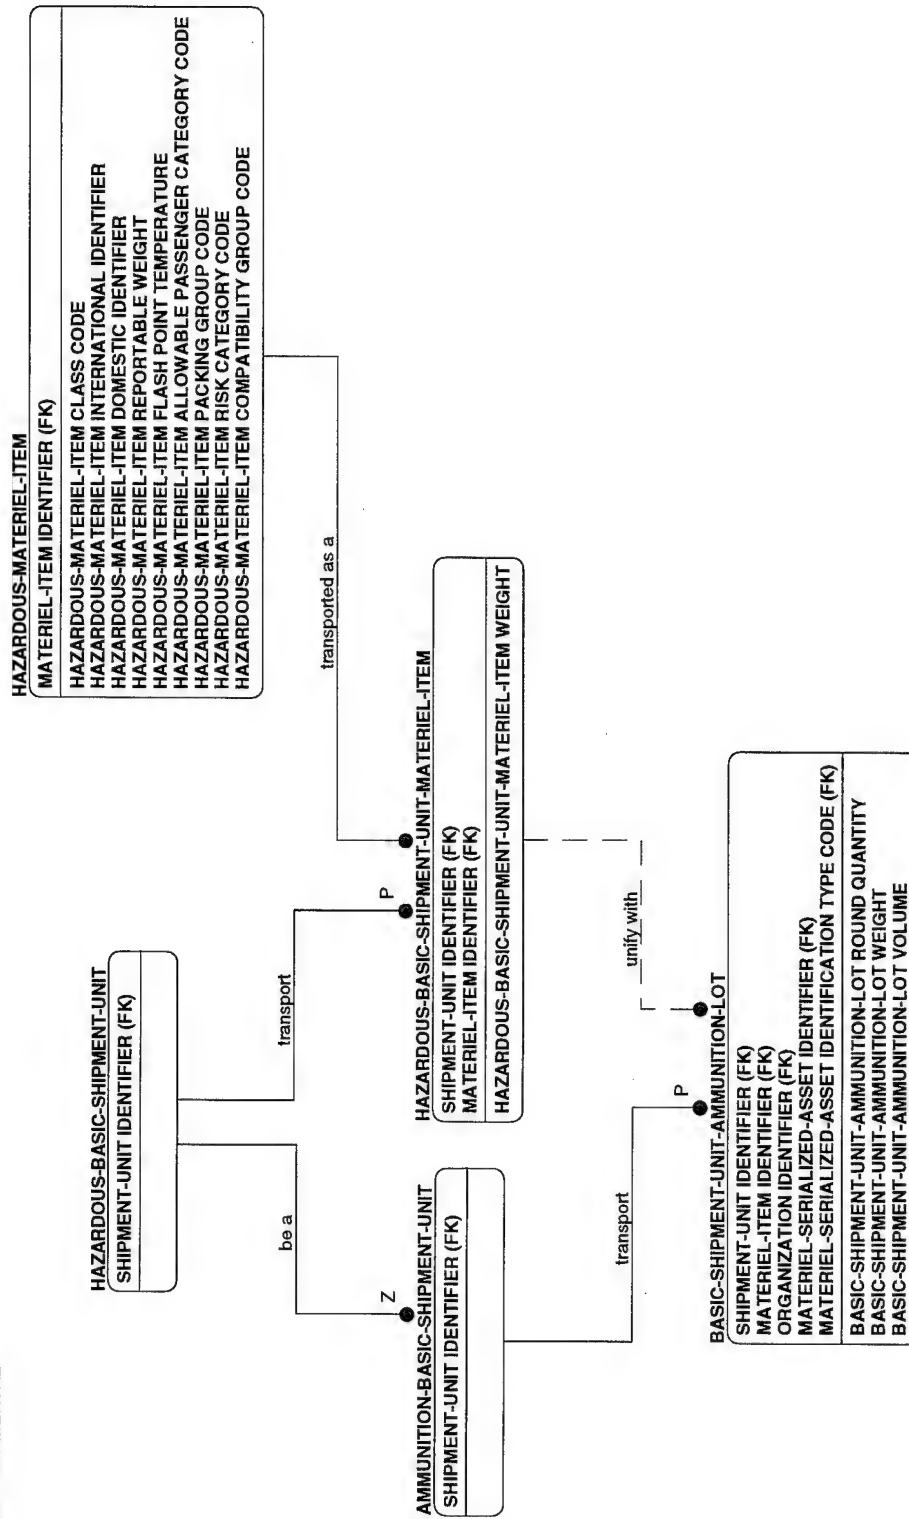 HAZARDOUS-MATERIEL-ITEM
MATERIEL-ITEM IDENTIFIER (FK)
HAZARDOUS-MATERIEL-ITEM CLASS CODE
HAZARDOUS-MATERIEL-ITEM INTERNATIONAL IDENTIFIER
HAZARDOUS-MATERIEL-ITEM DOMESTIC IDENTIFIER
HAZARDOUS-MATERIEL-ITEM REPORTABLE WEIGHT
HAZARDOUS-MATERIEL-ITEM FLASH POINT TEMPERATURE
HAZARDOUS-MATERIEL-ITEM ALLOWABLE PASSENGER CATEGORY CODE
HAZARDOUS-MATERIEL-ITEM PACKING GROUP CODE
HAZARDOUS-MATERIEL-ITEM RISK CATEGORY CODE
HAZARDOUS-MATERIEL-ITEM COMPATIBILITY GROUP CODE
transported as a
HAZARDOUS-BASIC-SHIPMENT-UNIT
SHIPMENT-UNIT IDENTIFIER (FK)
be a
Z
transport
P
HAZARDOUS-BASIC-SHIPMENT-UNIT-MATERIEL-ITEM
SHIPMENT-UNIT IDENTIFIER (FK)
MATERIEL-ITEM IDENTIFIER (FK)
HAZARDOUS-BASIC-SHIPMENT-UNIT-MATERIEL-ITEM WEIGHT
AMMUNITION-BASIC-SHIPMENT-UNIT
SHIPMENT-UNIT IDENTIFIER (FK)
transport
P
unify with
BASIC-SHIPMENT-UNIT-AMMUNITION-LOT
SHIPMENT-UNIT IDENTIFIER (FK)
MATERIEL-ITEM IDENTIFIER (FK)
ORGANIZATION IDENTIFIER (FK)
MATERIEL-SERIALIZED-ASSET IDENTIFIER (FK)
MATERIEL-SERIALIZED-ASSET IDENTIFICATION TYPE CODE (FK)
BASIC-SHIPMENT-UNIT-AMMUNITION-LOT ROUND QUANTITY
BASIC-SHIPMENT-UNIT-AMMUNITION-LOT WEIGHT
BASIC-SHIPMENT-UNIT-AMMUNITION-LOT VOLUME